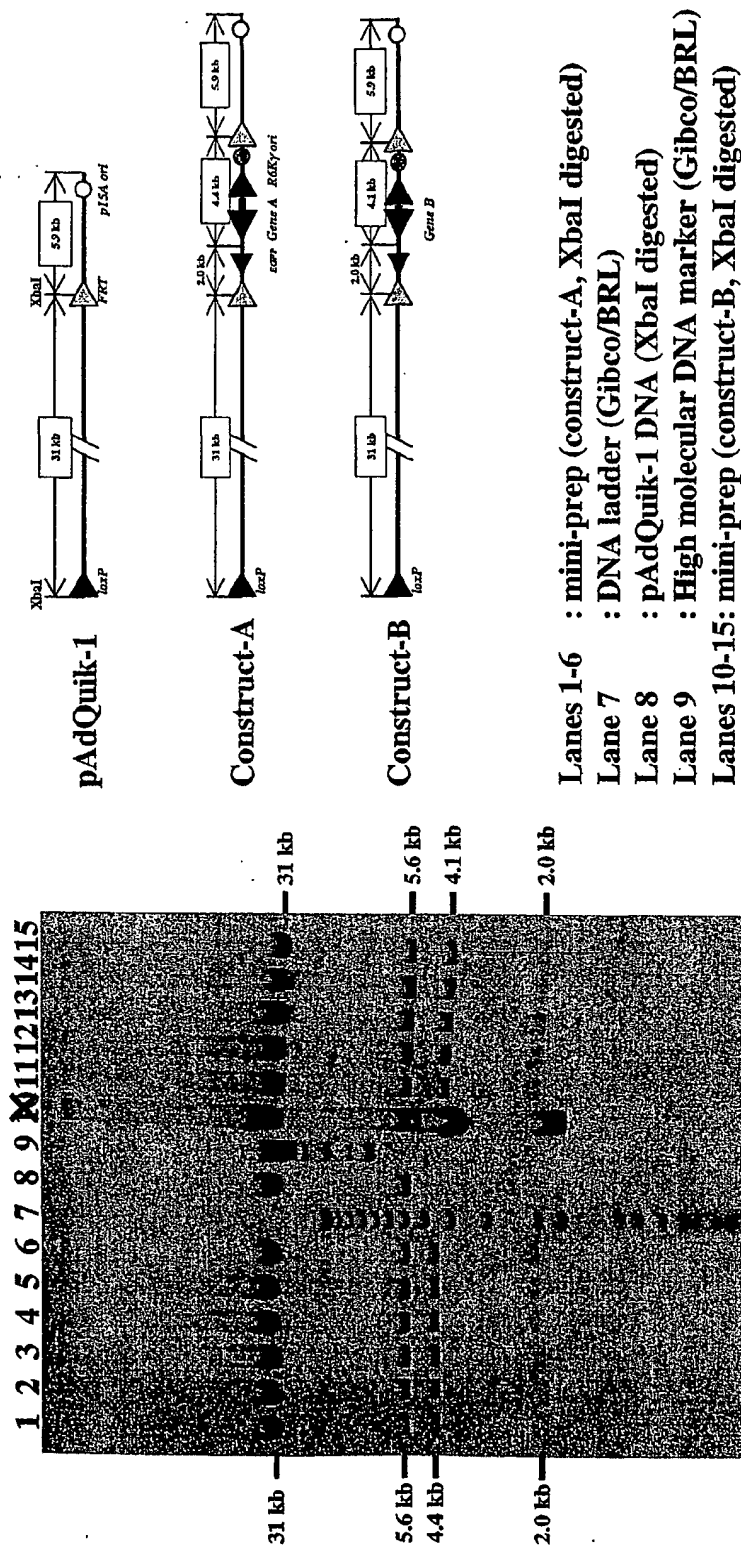 1 2 3 4 5 6 7 8 9 10 11 12 13 14 15
31 kb
5.6 kb
4.4 kb
2.0 kb
31 kb
5.6 kb
4.1 kb
2.0 kb
pAdQuik-1
XbaI
XbaI
31 kb
5.9 kb
loxP
FRT
p15A ori
Construct-A
31 kb
2.0 kb
4.4 kb
5.9 kb
loxP
EGFP
Gene A
R6Kγ ori
Construct-B
31 kb
2.0 kb
4.1 kb
5.9 kb
loxP
Gene B
Lanes 1-6 : mini-prep (construct-A, XbaI digested)
Lane 7 : DNA ladder (Gibco/BRL)
Lane 8 : pAdQuik-1 DNA (XbaI digested)
Lane 9 : High molecular DNA marker (Gibco/BRL)
Lanes 10-15: mini-prep (construct-B, XbaI digested)